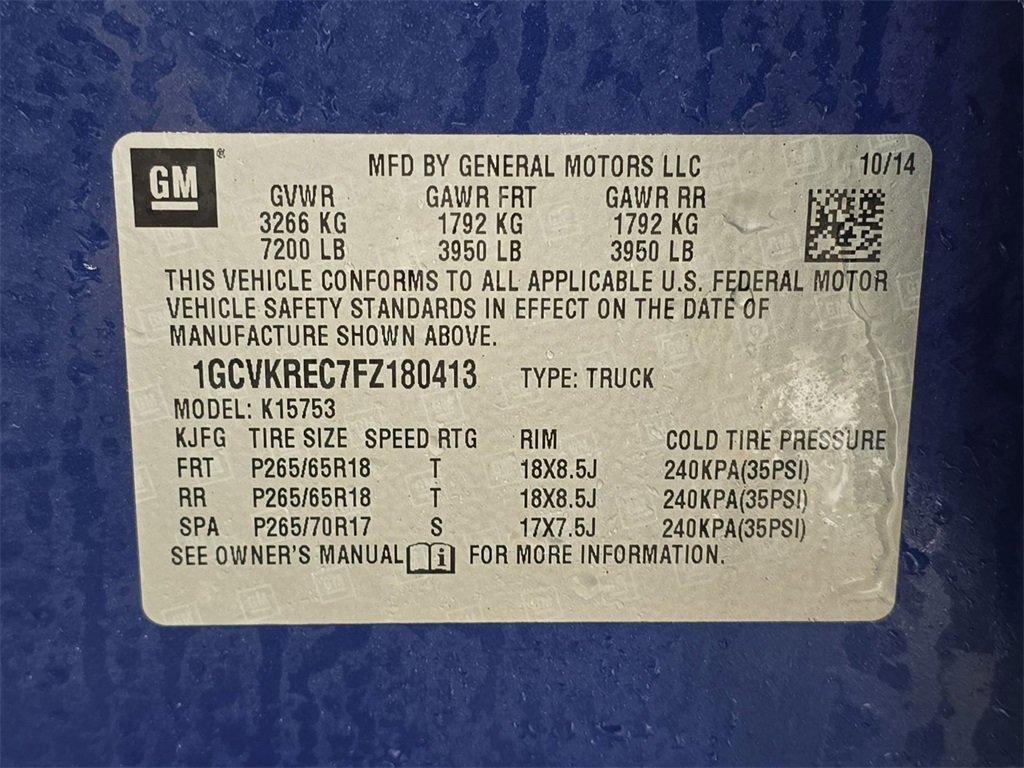 GM ®
MFD BY GENERAL MOTORS LLC 10/14
GVWR GAWR FRT GAWR RR
3266 KG 1792 KG 1792 KG
7200 LB 3950 LB 3950 LB
THIS VEHICLE CONFORMS TO ALL APPLICABLE U.S. FEDERAL MOTOR
VEHICLE SAFETY STANDARDS IN EFFECT ON THE DATE OF
MANUFACTURE SHOWN ABOVE.
1GCVKREC7FZ180413 TYPE: TRUCK
MODEL: K15753
KJFG TIRE SIZE SPEED RTG RIM COLD TIRE PRESSURE
FRT P265/65R18 T 18X8.5J 240KPA(35PSI)
RR P265/65R18 T 18X8.5J 240KPA(35PSI)
SPA P265/70R17 S 17X7.5J 240KPA(35PSI)
SEE OWNER'S MANUAL i FOR MORE INFORMATION.